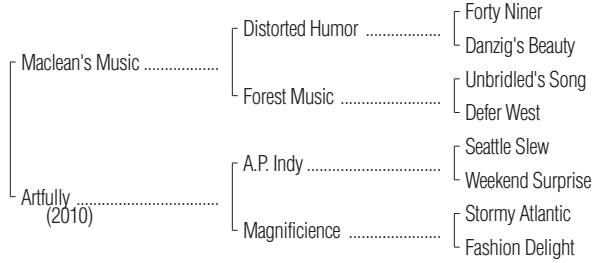 Forty Niner
Distorted Humor ..................
Danzig's Beauty
Maclean's Music ..................
Unbridled's Song
Forest Music ........................
Defer West
Seattle Slew
A.P. Indy ................................
Weekend Surprise
Artfully ..................................
(2010)
Stormy Atlantic
Magnificience ......................
Fashion Delight